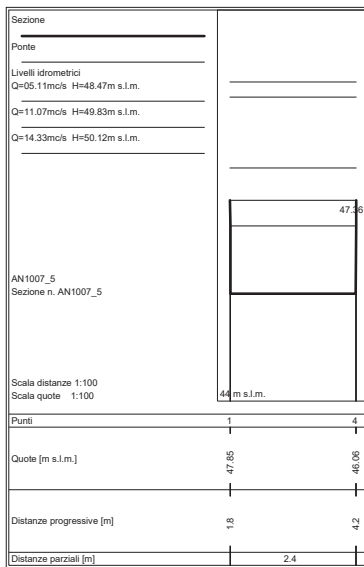 Sezione
Ponte
Livelli idrometrici
Q=05.11mc/s H=48.47m s.l.m.
Q=11.07mc/s H=49.83m s.l.m.
Q=14.33mc/s H=50.12m s.l.m.
47.36
AN1007_5
Sezione n. AN1007_5
Scala distanze 1:100
Scala quote 1:100
44 m s.l.m.
Punti 1 4
Quote [m s.l.m.] 47.85 46.06
Distanze progressive [m] 1.8 4.2
Distanze parziali [m] 2.4